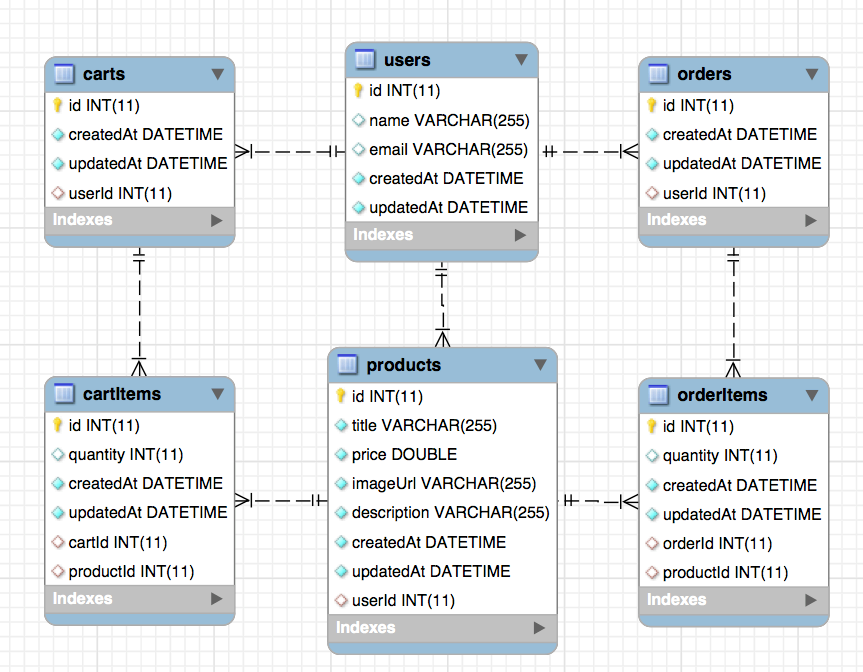 carts
id INT(11)
createdAt DATETIME
updatedAt DATETIME
userId INT(11)
Indexes
users
id INT(11)
name VARCHAR(255)
email VARCHAR(255)
createdAt DATETIME
updatedAt DATETIME
Indexes
orders
id INT(11)
createdAt DATETIME
updatedAt DATETIME
userId INT(11)
Indexes
cartItems
id INT(11)
quantity INT(11)
createdAt DATETIME
updatedAt DATETIME
cartId INT(11)
productId INT(11)
Indexes
products
id INT(11)
title VARCHAR(255)
price DOUBLE
imageUrl VARCHAR(255)
description VARCHAR(255)
createdAt DATETIME
updatedAt DATETIME
userId INT(11)
Indexes
orderItems
id INT(11)
quantity INT(11)
createdAt DATETIME
updatedAt DATETIME
orderId INT(11)
productId INT(11)
Indexes